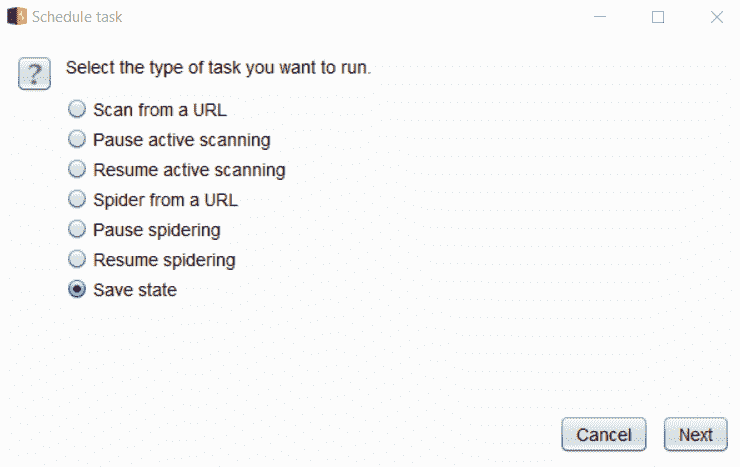 Schedule task
?
Select the type of task you want to run.
Scan from a URL
Pause active scanning
Resume active scanning
Spider from a URL
Pause spidering
Resume spidering
Save state
Cancel Next